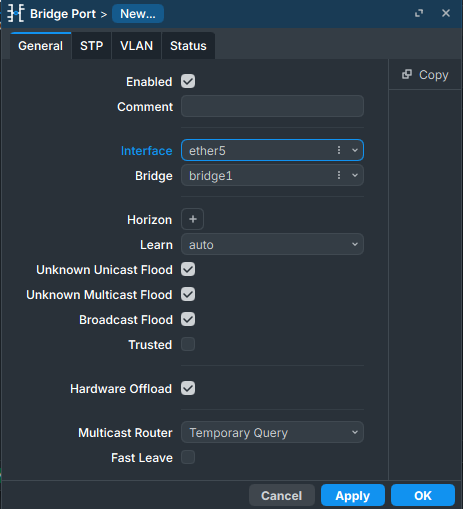 Bridge Port > New...
General STP VLAN Status
Enabled
Copy
Comment
Interface ether5
Bridge bridge1
Horizon +
Learn auto
Unknown Unicast Flood
Unknown Multicast Flood
Broadcast Flood
Trusted
Hardware Offload
Multicast Router Temporary Query
Fast Leave
Cancel Apply OK